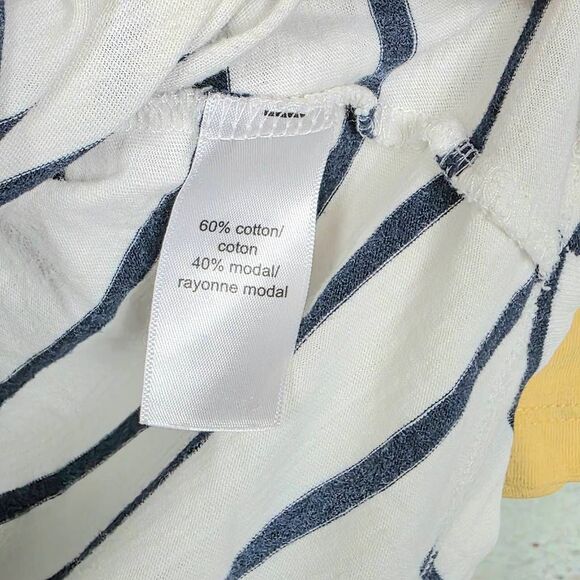 60% cotton/
coton
40% modal/
rayonne modal